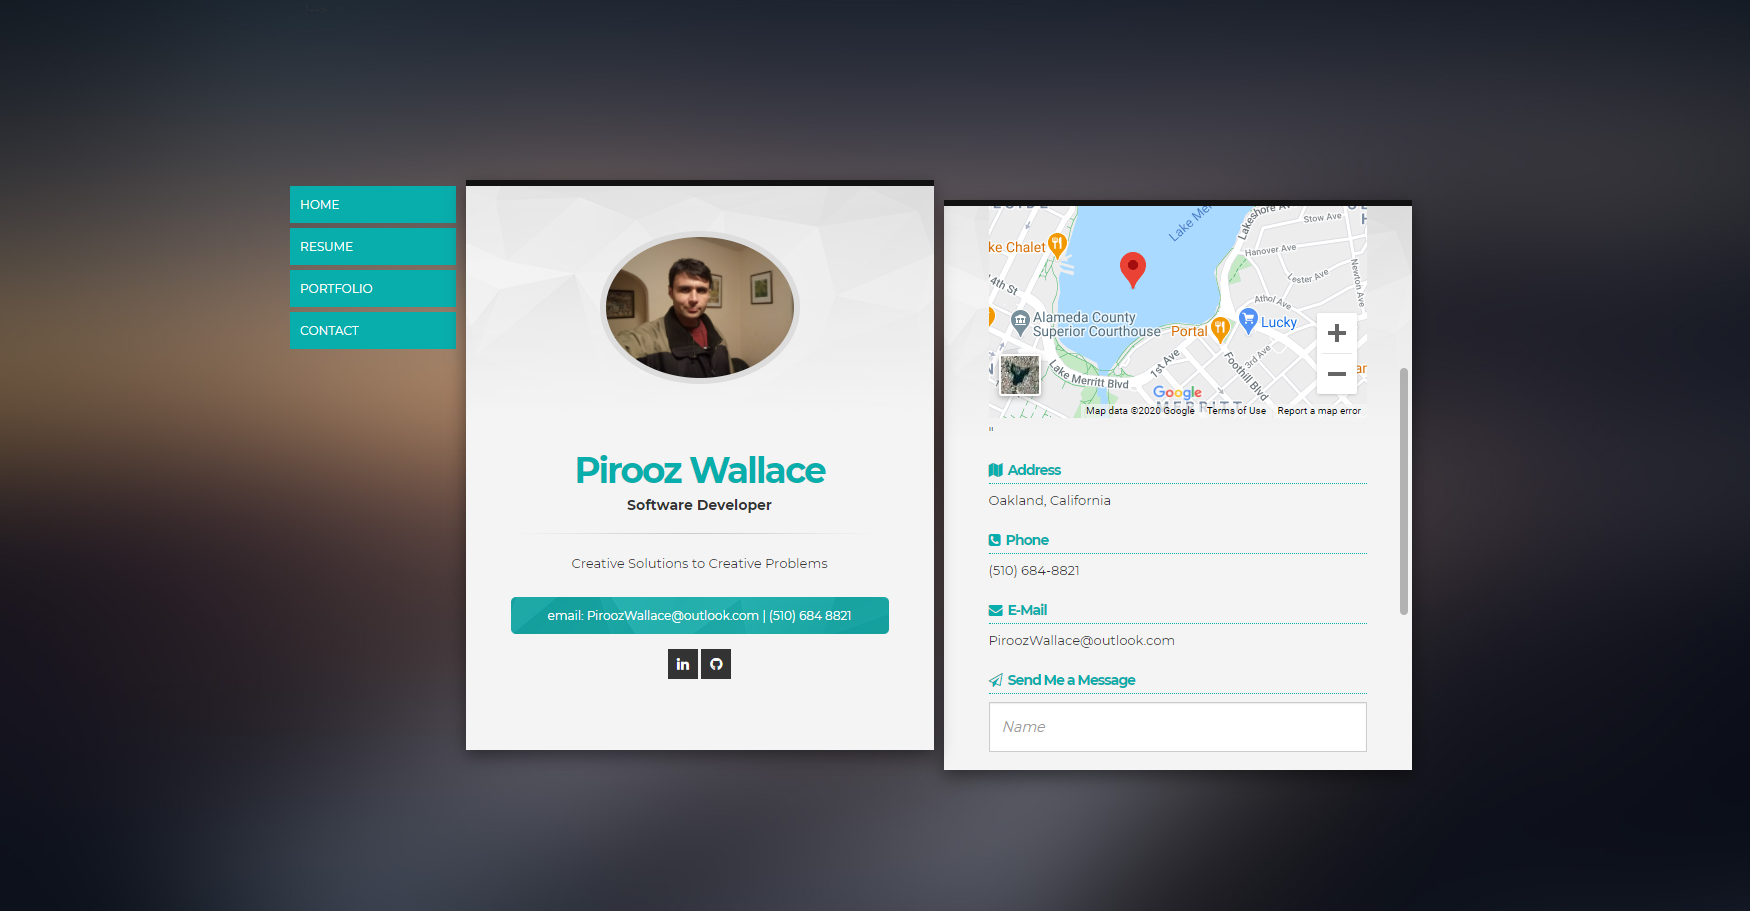 HOME
RESUME
PORTFOLIO
CONTACT
Pirooz Wallace
Software Developer
Creative Solutions to Creative Problems
email: PiroozWallace@outlook.com | (510) 684 8821
in
Lakeshore Av
Stow Ave
Hanover Ave
Lester Ave
Newton Ave
Athol Ave
ke Chalet
4th St
Alameda County
Superior Courthouse
Portal
Lucky
Lake Merritt Blvd
1st Ave
3rd Ave
Foothill Blvd
Google
MERRITT
Map data ©2020 Google
Terms of Use
Report a map error
"
Address
Oakland, California
Phone
(510) 684-8821
E-Mail
PiroozWallace@outlook.com
Send Me a Message
Name